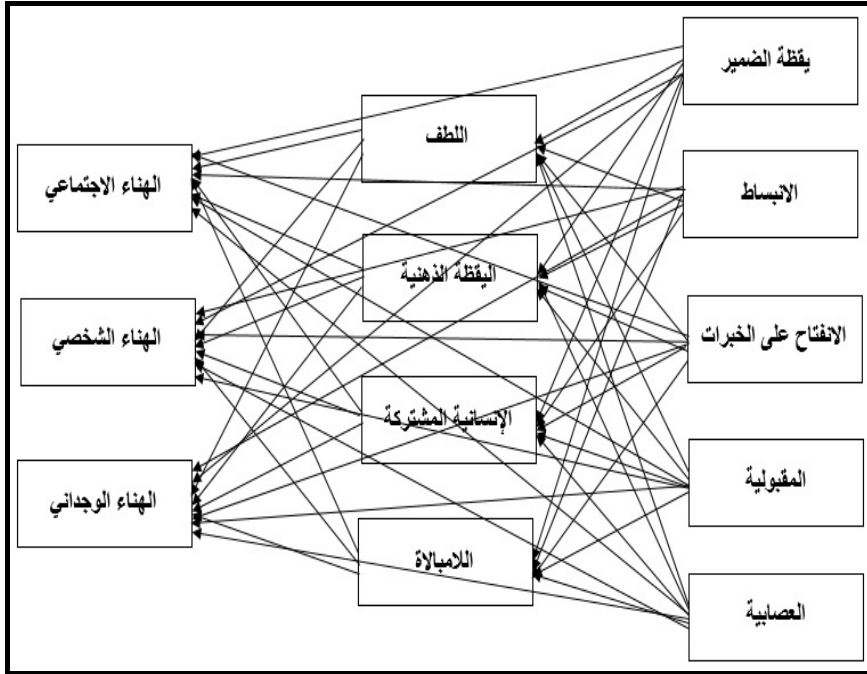 يقظة الضمير
الانبساط
الانفتاح على الخبرات
المقبولية
العصابية
اللطف
اليقظة الذهنية
الإنسانية المشتركة
اللامبالاة
الهناء الاجتماعي
الهناء الشخصي
الهناء الوجداني